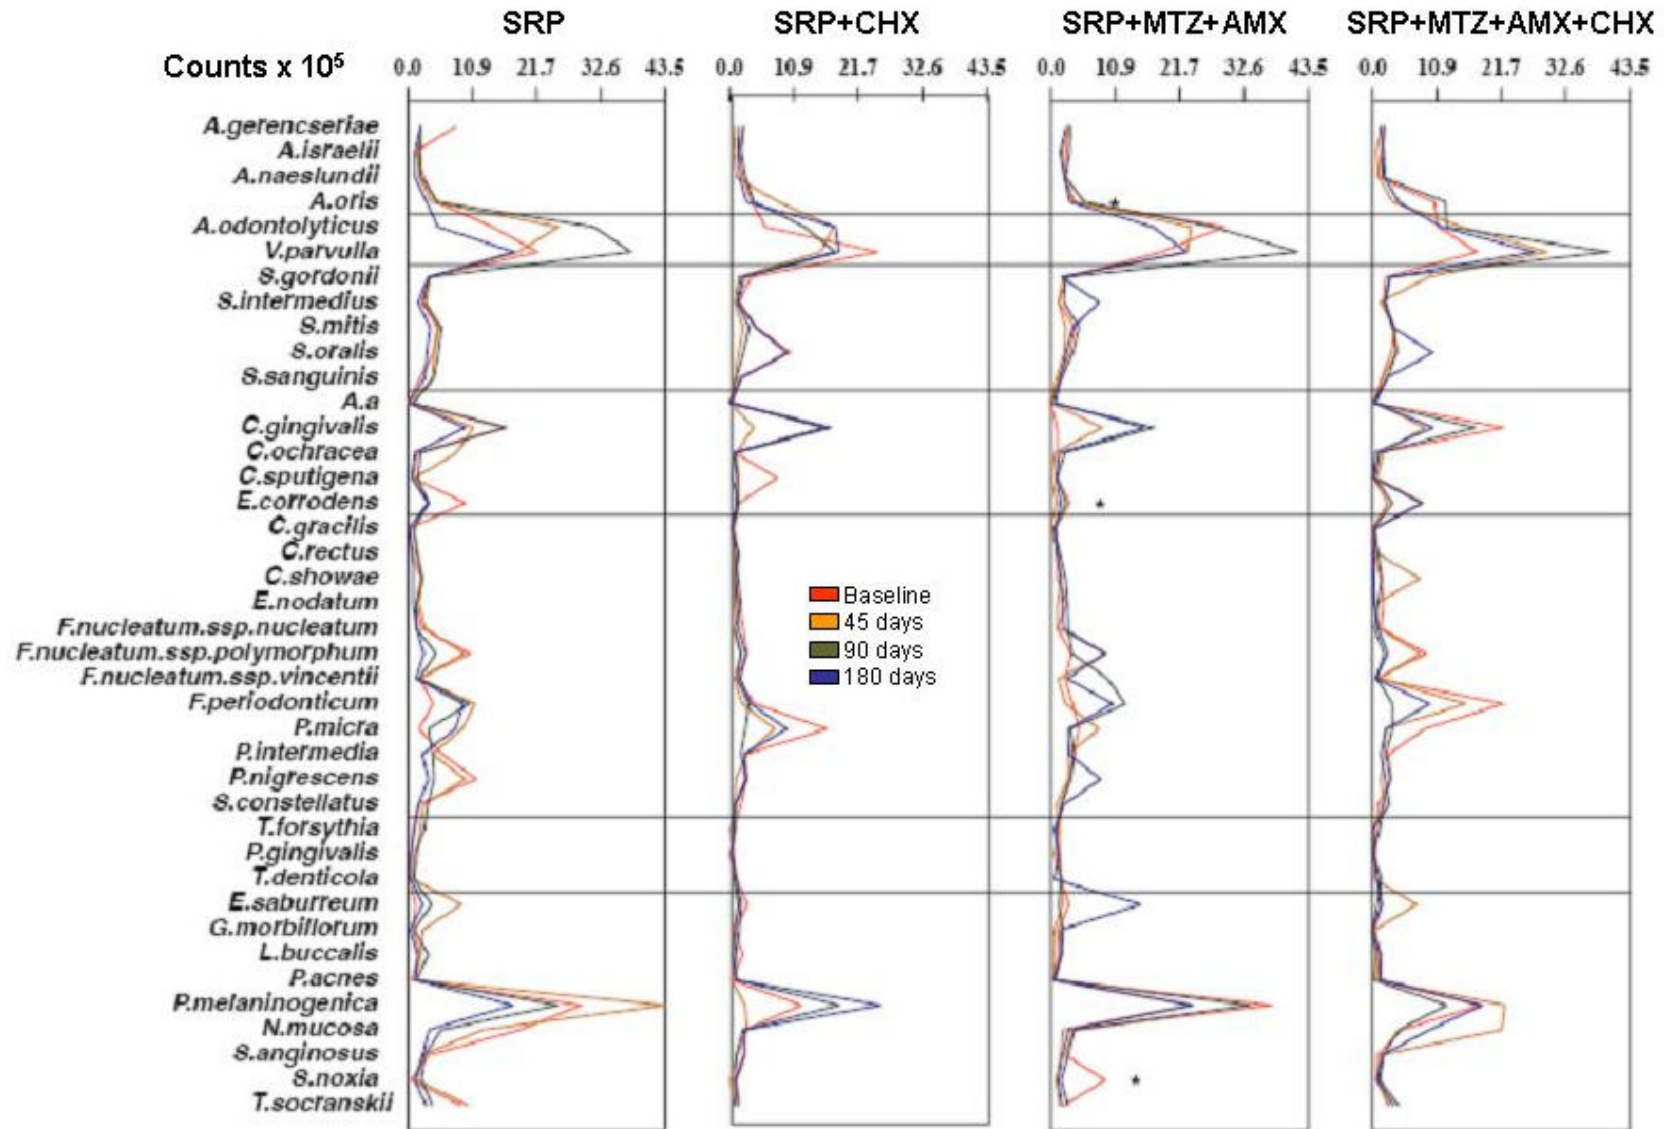 SRP SRP+CHX SRP+MTZ+AMX SRP+MTZ+AMX+CHX
Counts x 10⁵ 0.0 10.9 21.7 32.6 43.5 0.0 10.9 21.7 32.6 43.5 0.0 10.9 21.7 32.6 43.5 0.0 10.9 21.7 32.6 43.5
A.gerencseriae
A.israelii
A.naeslundii
A.oris *
A.odontolyticus
V.parvulla
S.gordonii
S.intermedius
S.mitis
S.oralis
S.sanguinis
A.a
C.gingivalis
C.ochracea
C.sputigena
E.corrodens *
C.gracilis
C.rectus
C.showae
E.nodatum
F.nucleatum.ssp.nucleatum
F.nucleatum.ssp.polymorphum
F.nucleatum.ssp.vincentii
F.periodonticum
P.micra
P.intermedia
P.nigrescens
S.constellatus
T.forsythia
P.gingivalis
T.denticola
E.saburreum
G.morbillorum
L.buccalis
P.acnes
P.melaninogenica
N.mucosa
S.anginosus
S.noxia *
T.socranskii
Baseline
45 days
90 days
180 days